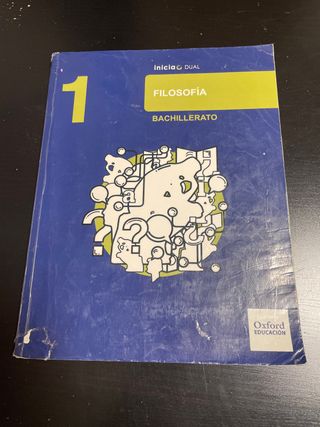 inicia DUAL
1
FILOSOFÍA
BACHILLERATO
Oxford
EDUCACIÓN